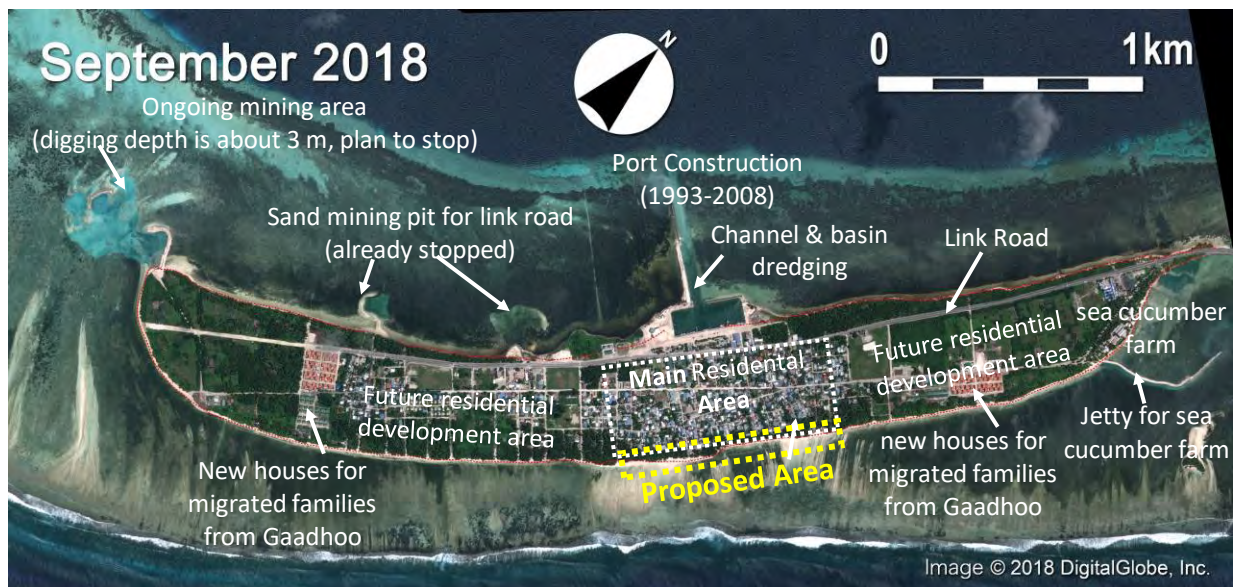 September 2018
Ongoing mining area
(digging depth is about 3 m, plan to stop)
N
0 1km
Port Construction
(1993-2008)
Sand mining pit for link road
(already stopped)
Channel & basin
dredging
Link Road
sea cucumber
farm
Future residential
development area
Main Residential
Area
Future residential
development area
Jetty for sea
cucumber farm
New houses for
migrated families
from Gaadhoo
Proposed Area
new houses for
migrated families
from Gaadhoo
Image © 2018 DigitalGlobe, Inc.